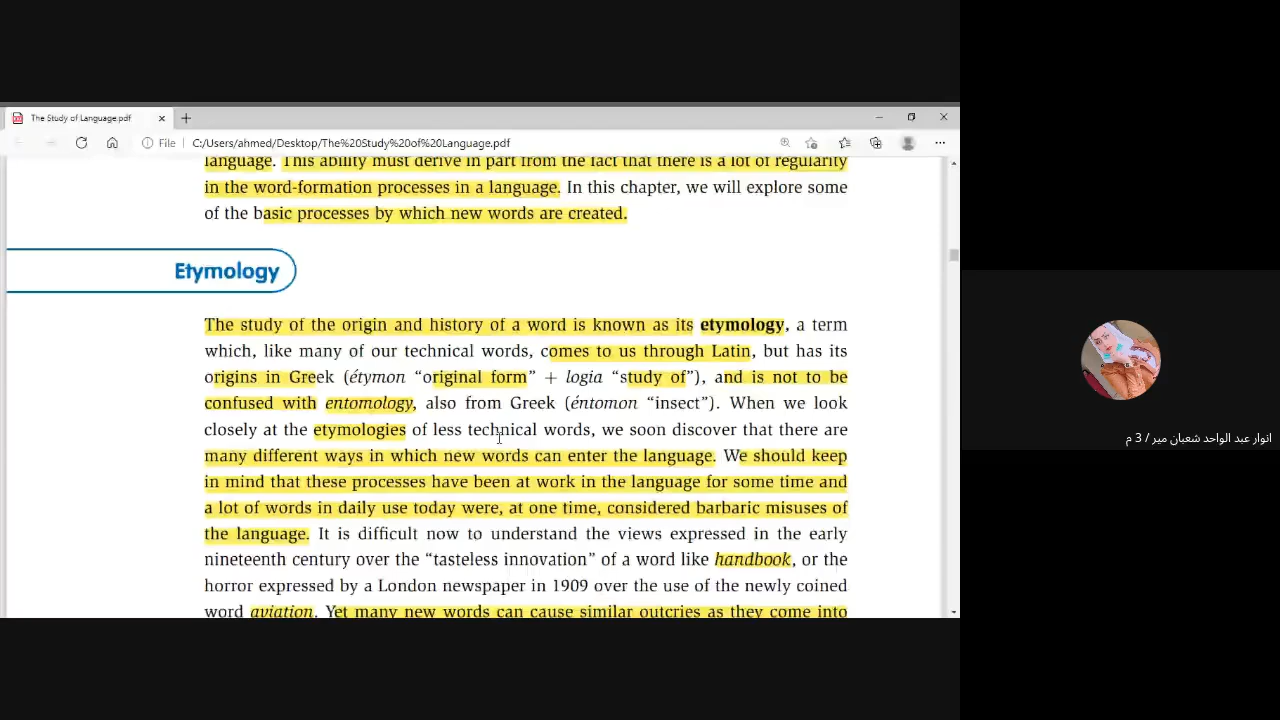 The Study of Language.pdf
File
C:/Users/ahmed/Desktop/The%20Study%20of%20Language.pdf
language. This ability must derive in part from the fact that there is a lot of regularity
in the word-formation processes in a language. In this chapter, we will explore some
of the basic processes by which new words are created.
Etymology
The study of the origin and history of a word is known as its etymology, a term
which, like many of our technical words, comes to us through Latin, but has its
origins in Greek (étymon “original form” + logia “study of”), and is not to be
confused with entomology, also from Greek (éntomon “insect”). When we look
closely at the etymologies of less technical words, we soon discover that there are
many different ways in which new words can enter the language. We should keep
in mind that these processes have been at work in the language for some time and
a lot of words in daily use today were, at one time, considered barbaric misuses of
the language. It is difficult now to understand the views expressed in the early
nineteenth century over the “tasteless innovation” of a word like handbook, or the
horror expressed by a London newspaper in 1909 over the use of the newly coined
word aviation. Yet many new words can cause similar outcries as they come into
انوار عبد الواحد شعبان مير / 3 م